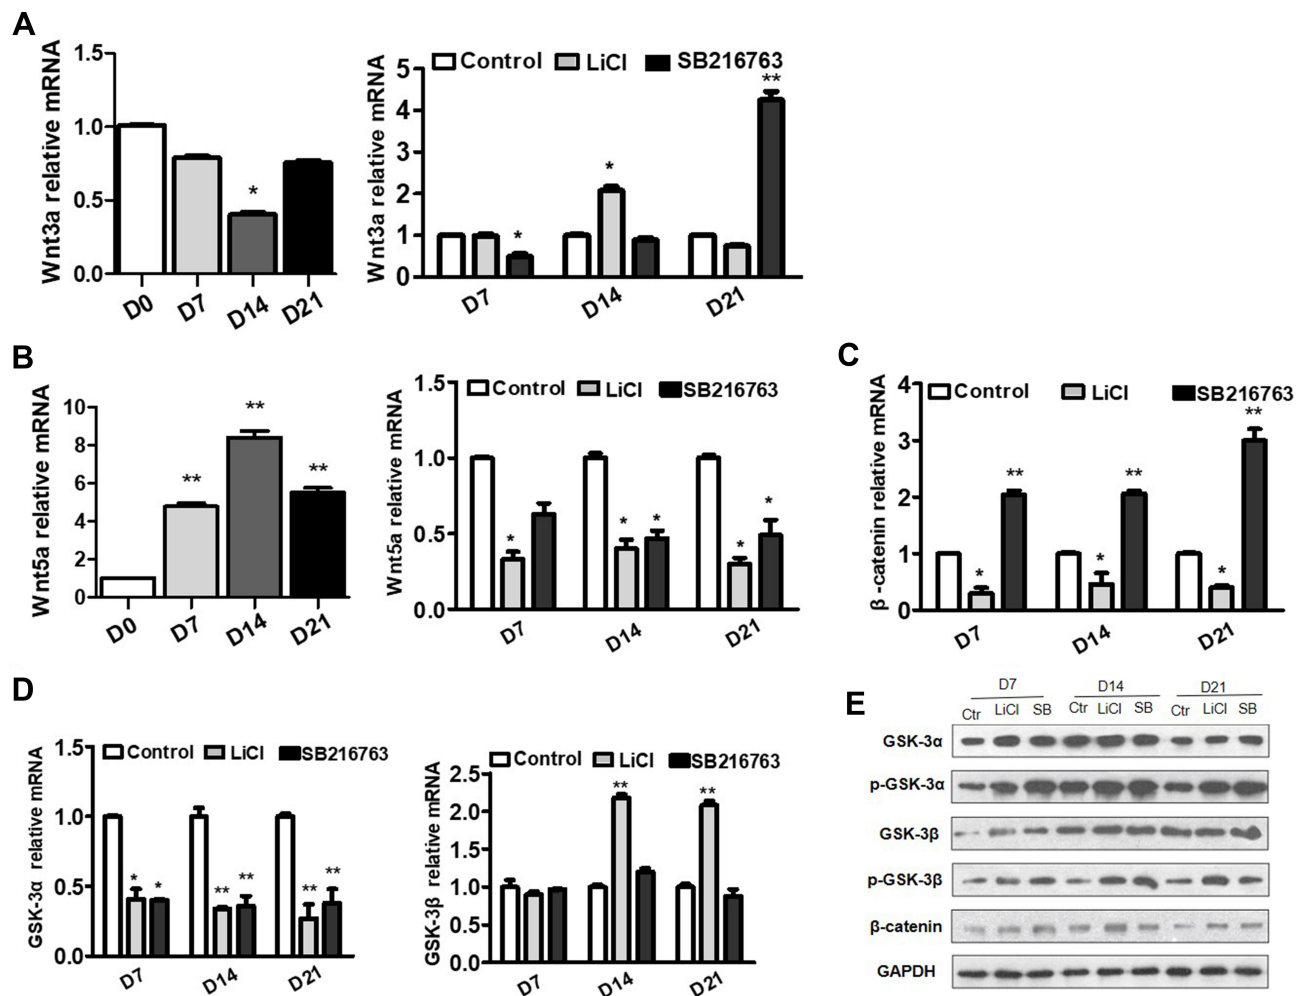 A
Wnt3a relative mRNA
1.5
1.0
0.5
0.0
*
D0 D7 D14 D21
Wnt3a relative mRNA
Control LiCl SB216763
5
4
3
2
1
0
* * **
D7 D14 D21
B
Wnt5a relative mRNA
10
8
6
4
2
0
** ** **
D0 D7 D14 D21
Wnt5a relative mRNA
Control LiCl SB216763
1.5
1.0
0.5
0.0
* * * * *
D7 D14 D21
C
β -catenin relative mRNA
Control LiCl SB216763
4
3
2
1
0
* ** * ** * **
D7 D14 D21
D
GSK-3α relative mRNA
Control LiCl SB216763
1.5
1.0
0.5
0.0
* * ** ** ** **
D7 D14 D21
GSK-3β relative mRNA
Control LiCl SB216763
2.5
2.0
1.5
1.0
0.5
0.0
** **
D7 D14 D21
E
D7 D14 D21
Ctr LiCl SB Ctr LiCl SB Ctr LiCl SB
GSK-3α
p-GSK-3α
GSK-3β
p-GSK-3β
β-catenin
GAPDH